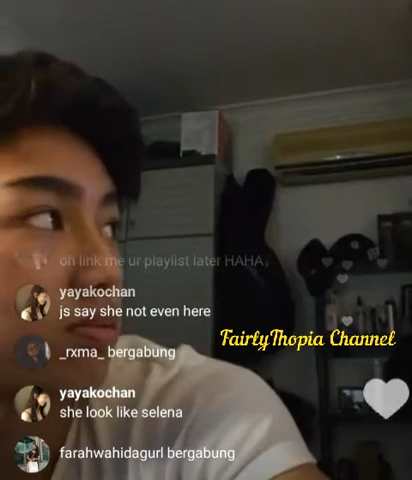 oh link me ur playlist later HAHA,
yayakochan
js say she not even here
FairlyThopia Channel
_rxma_ bergabung
yayakochan
she look like selena
farahwahidagurl bergabung